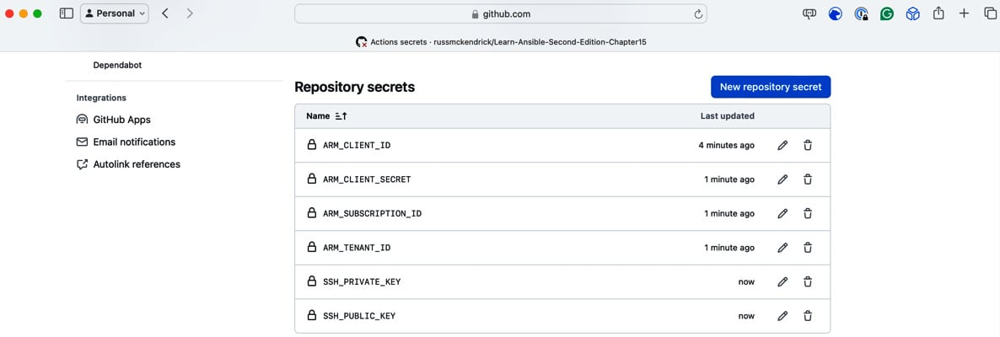 Personal
github.com
Actions secrets · russmckendrick/Learn-Ansible-Second-Edition-Chapter15
Dependabot
Integrations
GitHub Apps
Email notifications
Autolink references
Repository secrets
New repository secret
Name Last updated
ARM_CLIENT_ID 4 minutes ago
ARM_CLIENT_SECRET 1 minute ago
ARM_SUBSCRIPTION_ID 1 minute ago
ARM_TENANT_ID 1 minute ago
SSH_PRIVATE_KEY now
SSH_PUBLIC_KEY now